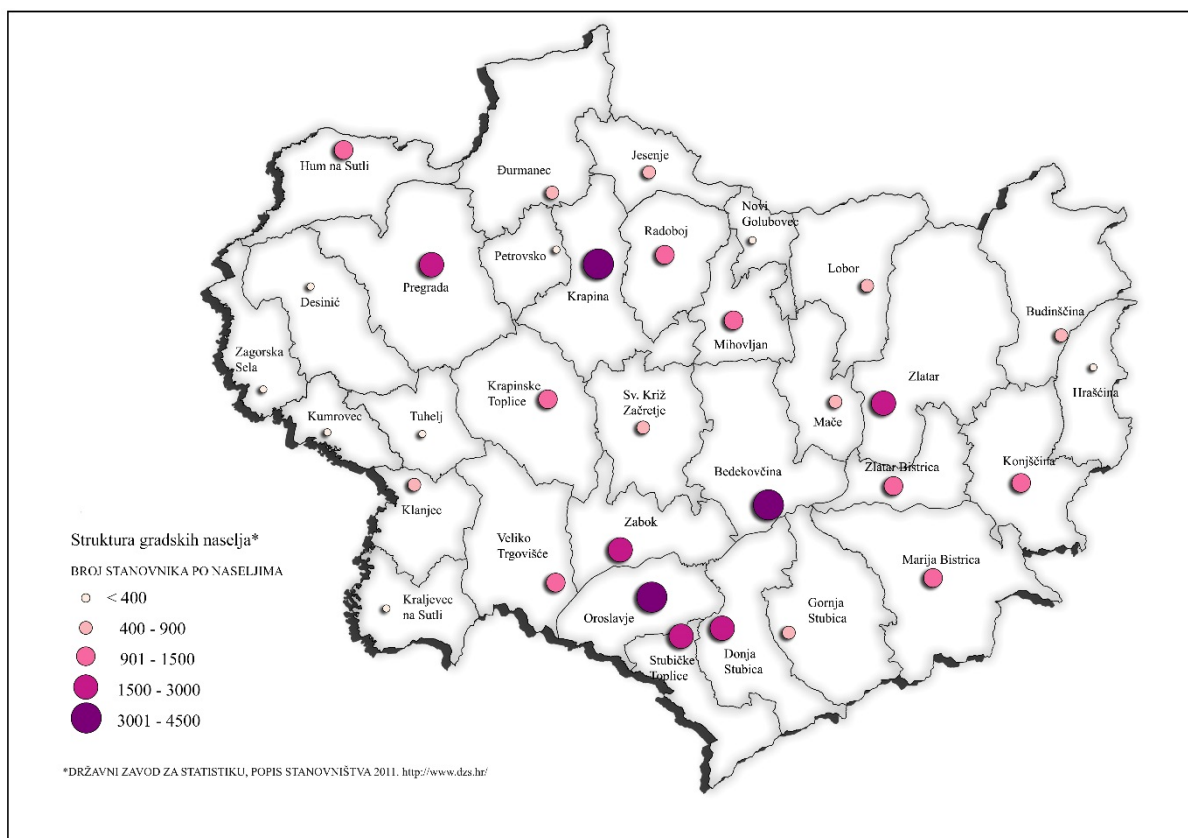 Hum na Sutli
Đurmanec
Jesenje
Novi
Golubovec
Radoboj
Petrovsko
Lobor
Pregrada
Krapina
Desinić
Budinščina
Mihovljan
Zagorska
Sela
Krapinske
Toplice
Sv. Križ
Začretje
Zlatar
Hrašćina
Kumrovec
Tuhelj
Mače
Bedekovčina
Zlatar Bistrica
Konjščina
Klanjec
Zabok
Veliko
Trgovišće
Marija Bistrica
Kraljevec
na Sutli
Oroslavje
Gornja
Stubica
Stubičke
Toplice
Donja
Stubica
Struktura gradskih naselja*
BROJ STANOVNIKA PO NASELJIMA
< 400
400 - 900
901 - 1500
1500 - 3000
3001 - 4500
*DRŽAVNI ZAVOD ZA STATISTIKU, POPIS STANOVNIŠTVA 2011. http://www.dzs.hr/